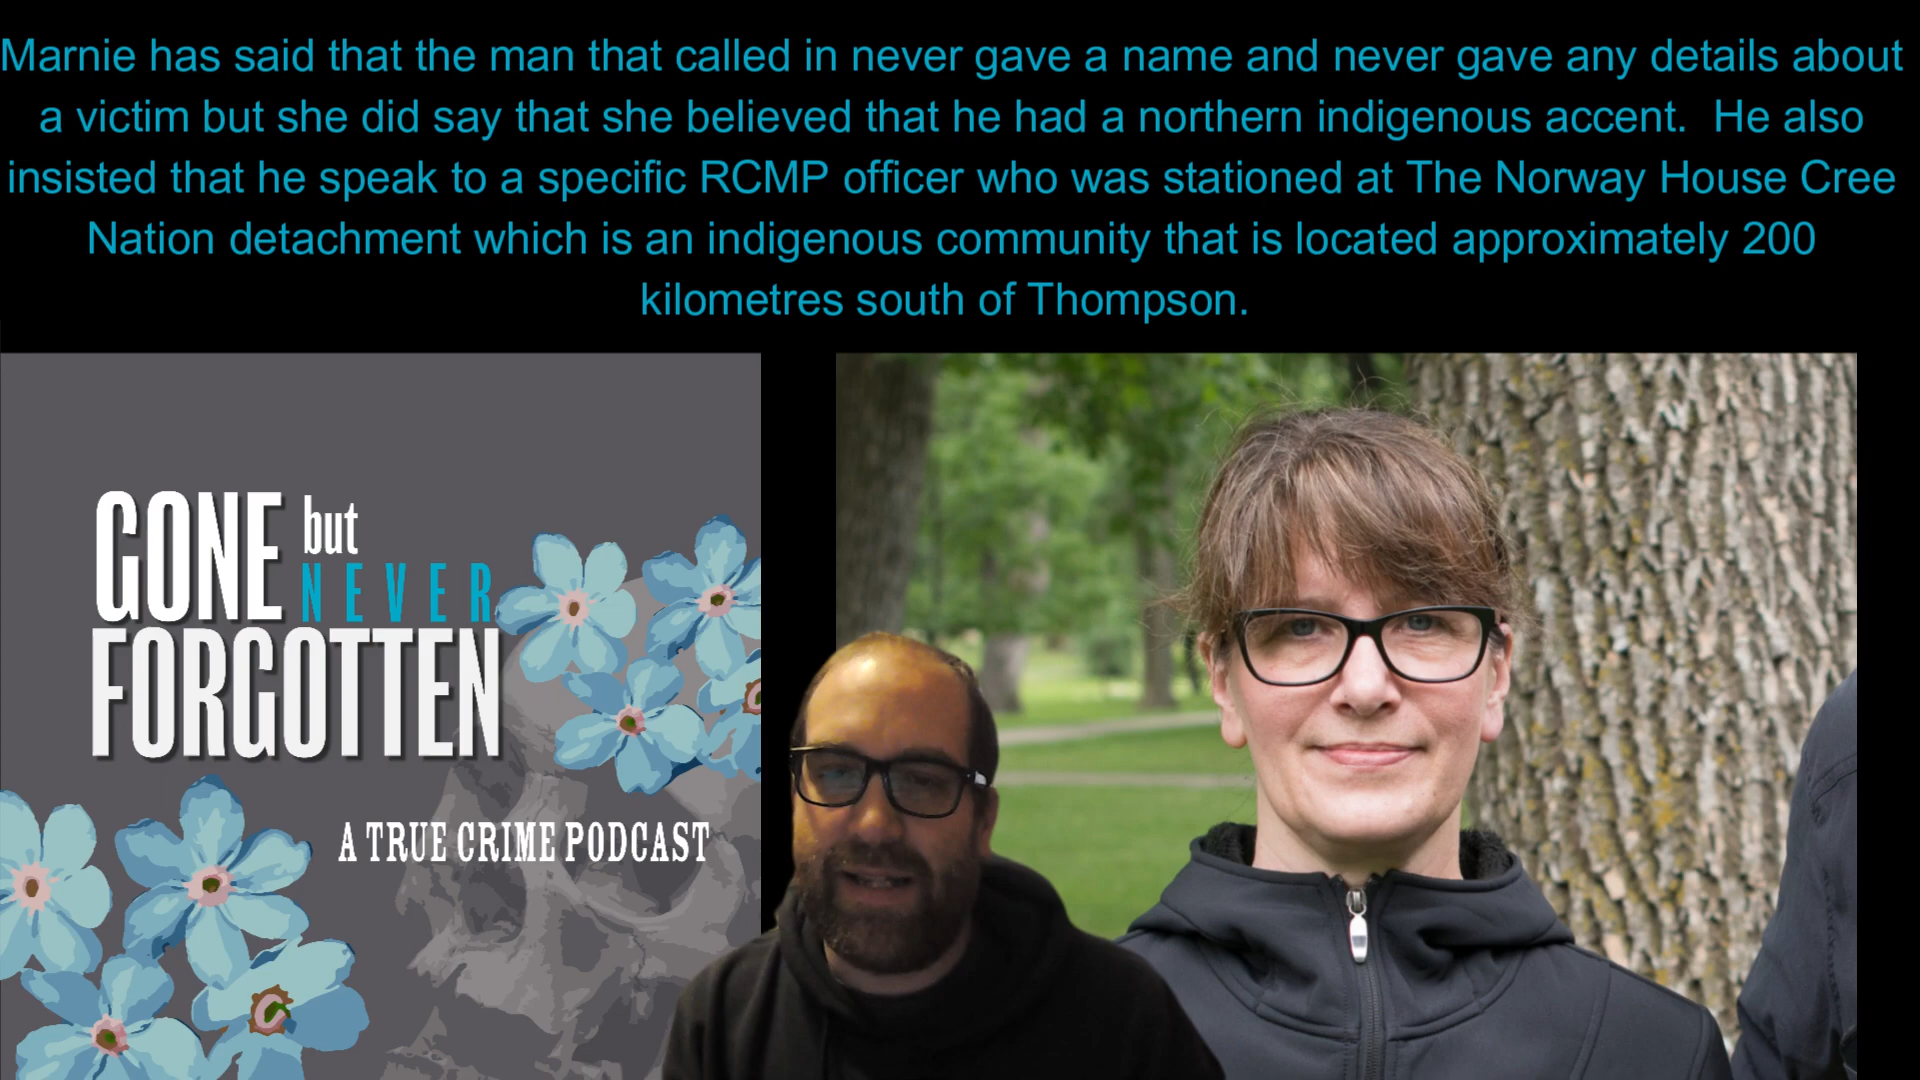 Marnie has said that the man that called in never gave a name and never gave any details about
a victim but she did say that she believed that he had a northern indigenous accent.  He also
insisted that he speak to a specific RCMP officer who was stationed at The Norway House Cree
Nation detachment which is an indigenous community that is located approximately 200
kilometres south of Thompson.
GONE but
NEVER
FORGOTTEN
A TRUE CRIME PODCAST